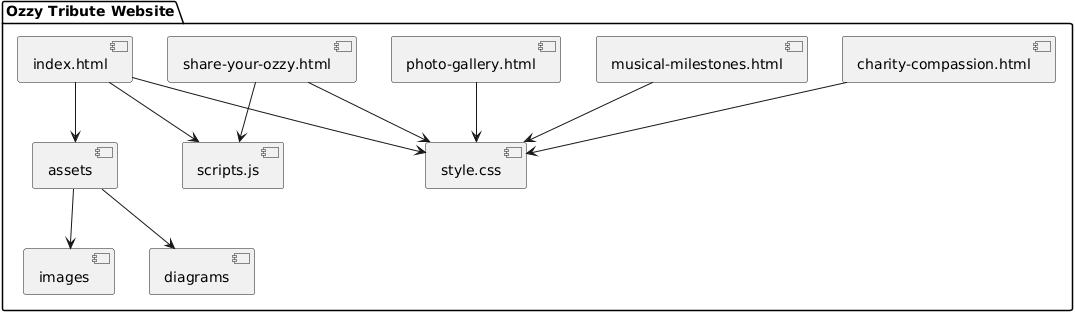 Ozzy Tribute Website
index.html
share-your-ozzy.html
photo-gallery.html
musical-milestones.html
charity-compassion.html
assets
scripts.js
style.css
images
diagrams